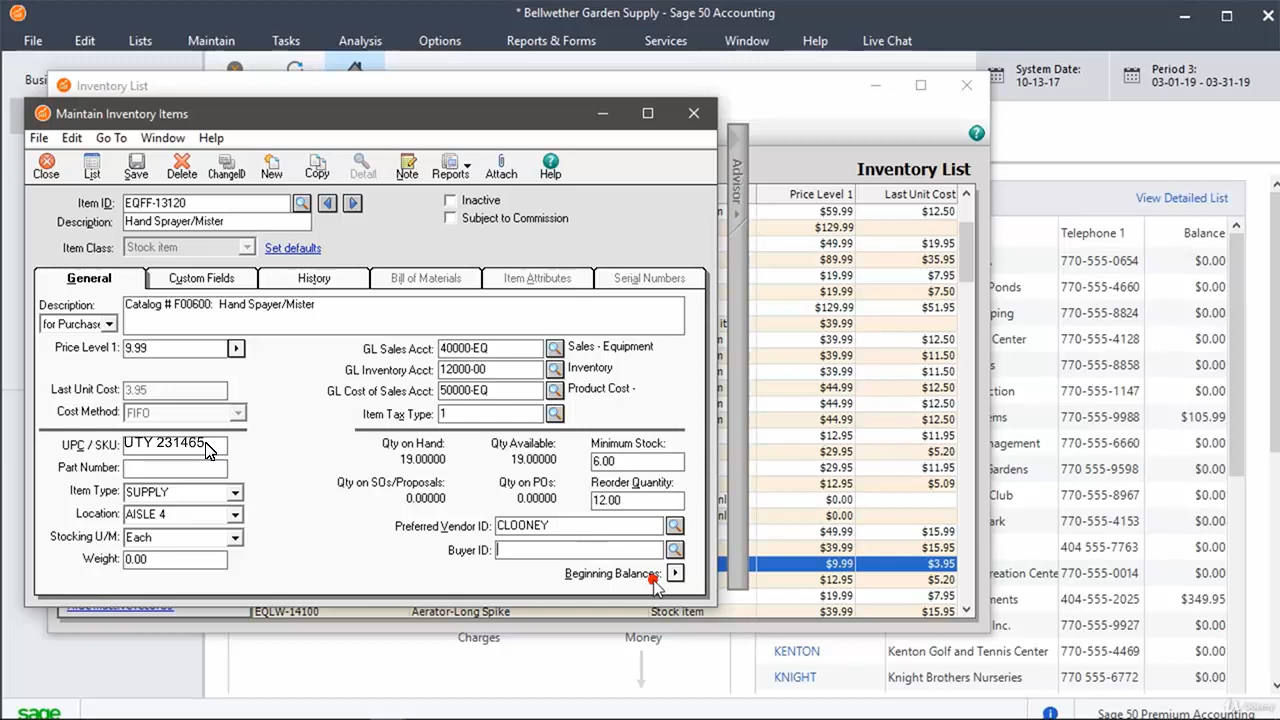 * Bellwether Garden Supply - Sage 50 Accounting
File Edit Lists Maintain Tasks Analysis Options Reports & Forms Services Window Help Live Chat
System Date:
10-13-17
Period 3:
03-01-19 - 03-31-19
Busi
Inventory List
Maintain Inventory Items
File Edit Go To Window Help
Close List Save Delete ChangeID New Copy Detail Note Reports Attach Help
Item ID: EQFF-13120
Inactive
Description: Hand Sprayer/Mister
Subject to Commission
Item Class: Stock item Set defaults
General Custom Fields History Bill of Materials Item Attributes Serial Numbers
Description:
for Purchase
Catalog # F00600: Hand Spayer/Mister
Price Level 1: 9.99
GL Sales Acct: 40000-EQ Sales - Equipment
GL Inventory Acct: 12000-00 Inventory
Last Unit Cost: 3.95
GL Cost of Sales Acct: 50000-EQ Product Cost -
Cost Method: FIFO
Item Tax Type: 1
UPC / SKU: UTY 231465
Part Number:
Item Type: SUPPLY
Location: AISLE 4
Stocking U/M: Each
Weight: 0.00
Qty on Hand: Qty Available: Minimum Stock:
19.00000 19.00000 6.00
Qty on SOs/Proposals: Qty on POs: Reorder Quantity:
0.00000 0.00000 12.00
Preferred Vendor ID: CLOONEY
Buyer ID:
Beginning Balances:
Advisor
Inventory List
Price Level 1 Last Unit Cost
$59.99 $12.50
$129.99
$49.99 $19.95
$89.99 $35.95
$19.99 $7.95
$19.99 $7.50
$129.99 $51.95
$39.99
$39.99 $12.50
$39.99 $11.50
$44.99 $12.50
$44.99 $12.50
$12.95 $11.95
$29.95 $5.20
$29.95 $11.95
$12.95 $5.09
$0.00
$0.00
$49.99 $15.99
$39.99 $15.95
$9.99 $3.95
$12.95 $5.20
$19.99 $7.95
EQLW-14100 Aerator-Long Spike Stock item $39.99 $15.95
View Detailed List
Telephone 1 Balance
770-555-0654 $0.00
Ponds 770-555-4660 $0.00
ping 770-555-8824 $0.00
Center 770-555-1139 $0.00
pes 770-555-8858 $0.00
ction 770-555-1147 $0.00
ems 770-555-9988 $105.99
nagement 770-555-6660 $0.00
Gardens 770 555-9598 $0.00
Club 770-555-8967 $0.00
ark 770-555-4153 $0.00
404 555-7763 $0.00
creation Cente 770-555-0014 $0.00
ments 404-555-2025 $349.95
Inc. 770-555-9927 $0.00
KENTON Kenton Golf and Tennis Center 770-555-4469 $0.00
KNIGHT Knight Brothers Nurseries 770 555-6772 $0.00
Charges Money
sage
Sage 50 Premium Accounting